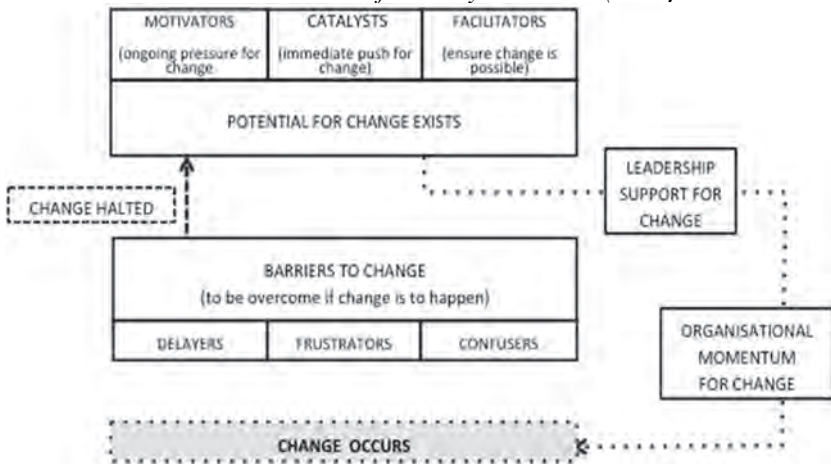 MOTIVATORS
(ongoing pressure for
change
CATALYSTS
(immediate push for
change)
FACILITATORS
(ensure change is
possible)
POTENTIAL FOR CHANGE EXISTS
LEADERSHIP
SUPPORT FOR
CHANGE
CHANGE HALTED
BARRIERS TO CHANGE
(to be overcome if change is to happen)
DELAYERS
FRUSTRATORS
CONFUSERS
ORGANISATIONAL
MOMENTUM
FOR CHANGE
CHANGE OCCURS